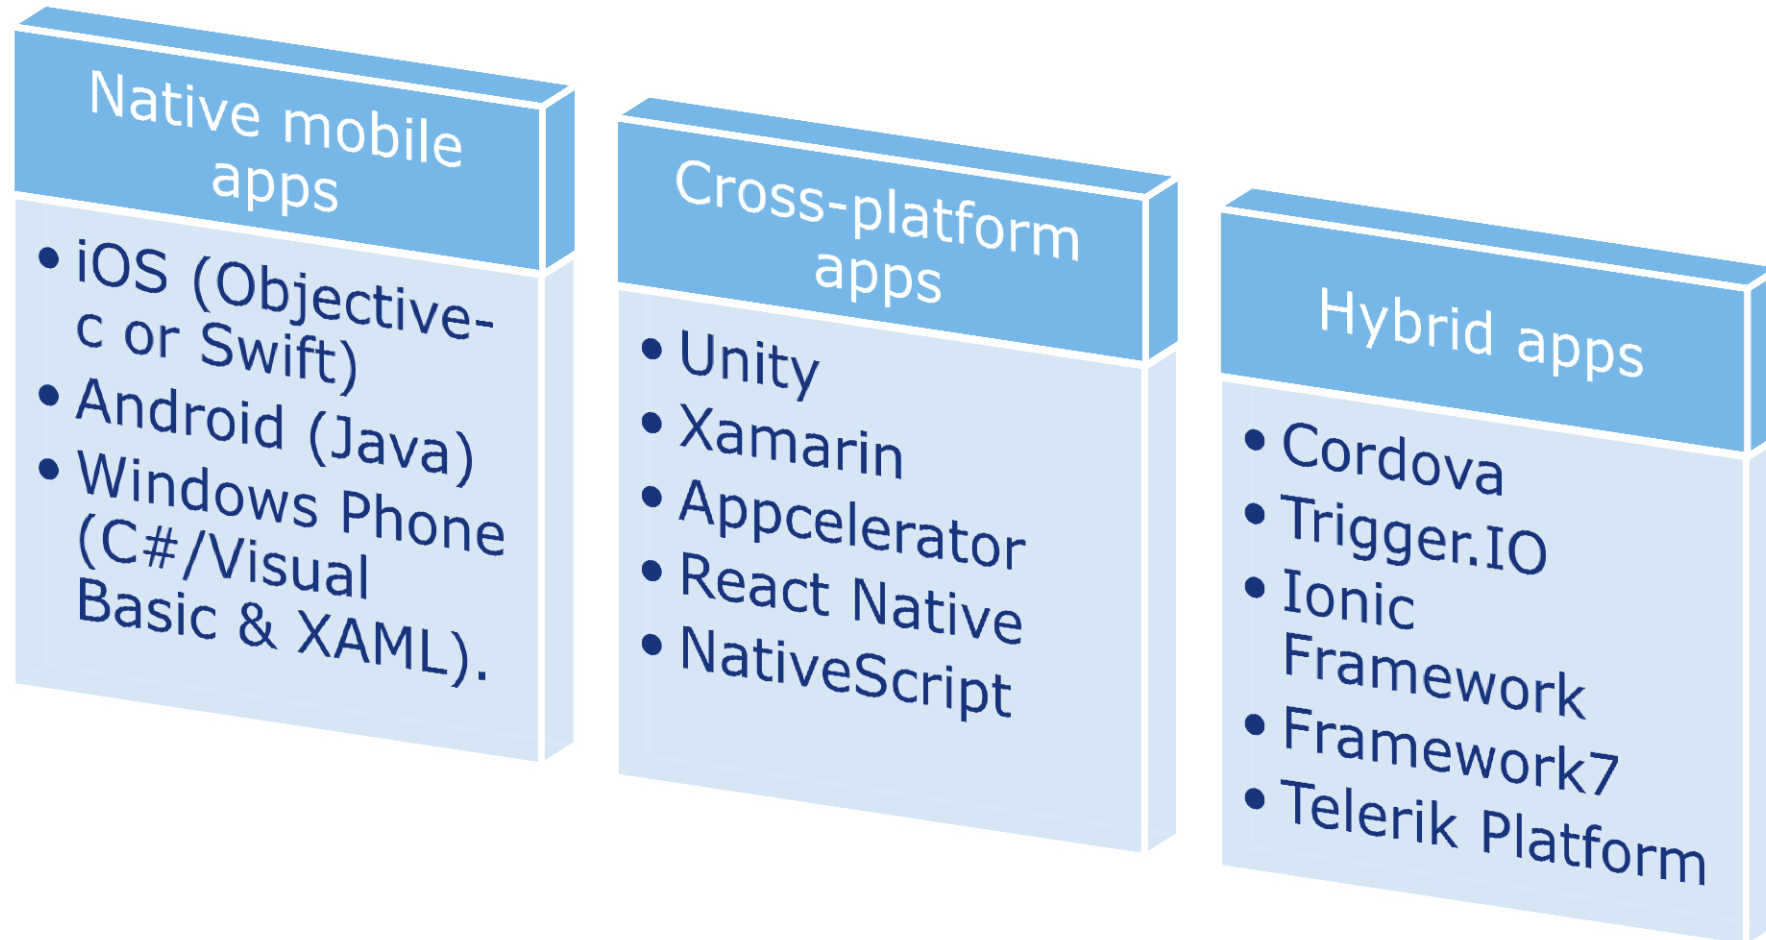 Native mobile
apps
• iOS (Objective-
c or Swift)
• Android (Java)
• Windows Phone
(C#/Visual
Basic & XAML).
Cross-platform
apps
• Unity
• Xamarin
• Appcelerator
• React Native
• NativeScript
Hybrid apps
• Cordova
• Trigger.IO
• Ionic
Framework
• Framework7
• Telerik Platform